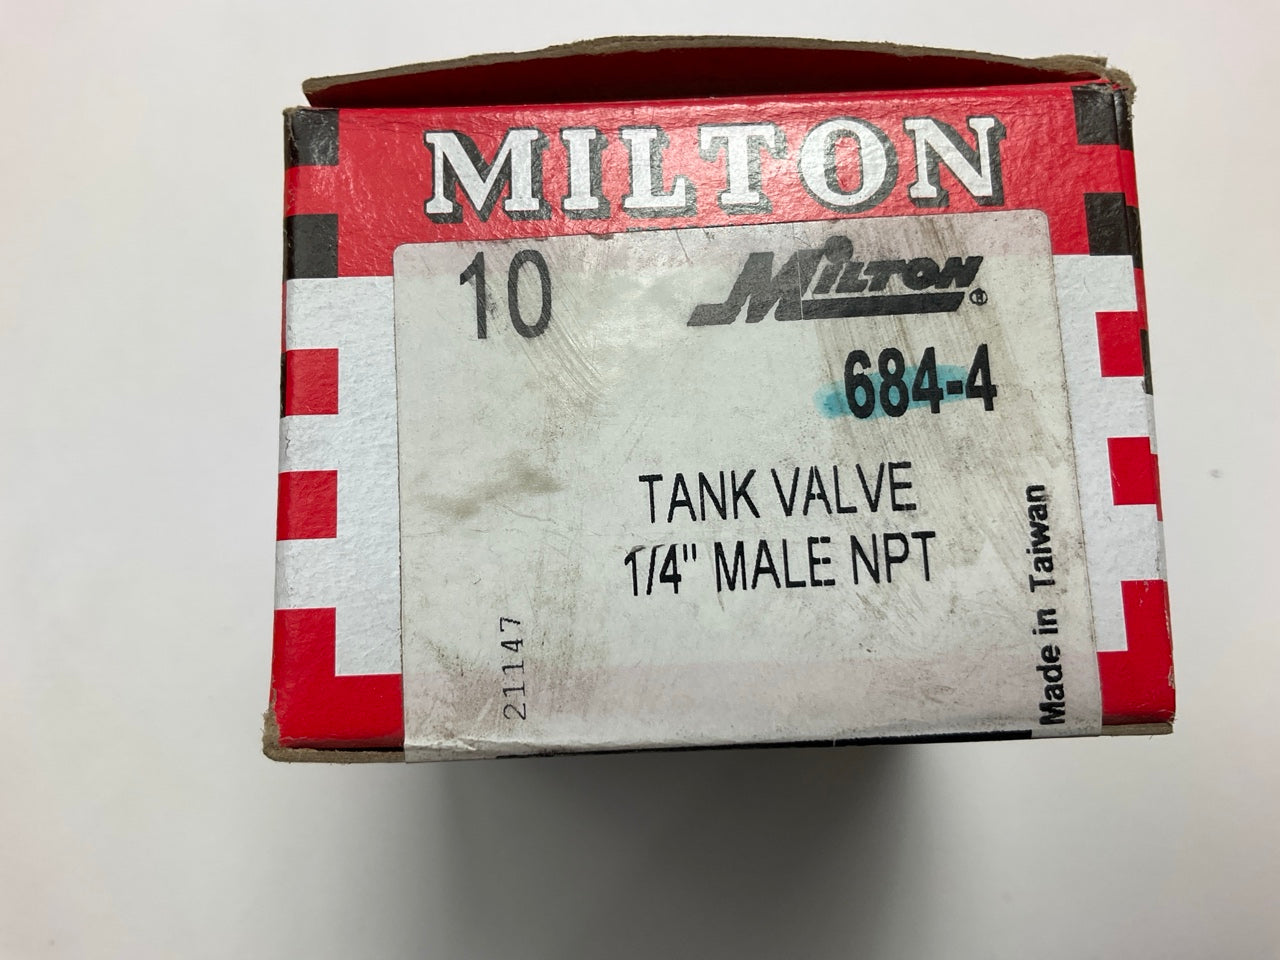 MILTON
10
MILTON®
684-4
TANK VALVE
1/4" MALE NPT
21147
Made in Taiwan